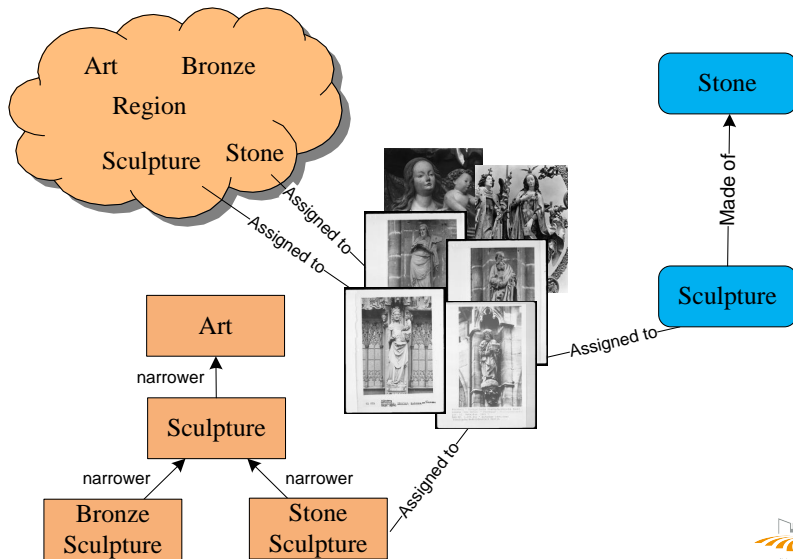 Art
Bronze
Region
Sculpture
Stone
Assigned to
Assigned to
Stone
Made of
Sculpture
Assigned to
Art
narrower
Sculpture
narrower
narrower
Bronze
Sculpture
Stone
Sculpture
Assigned to